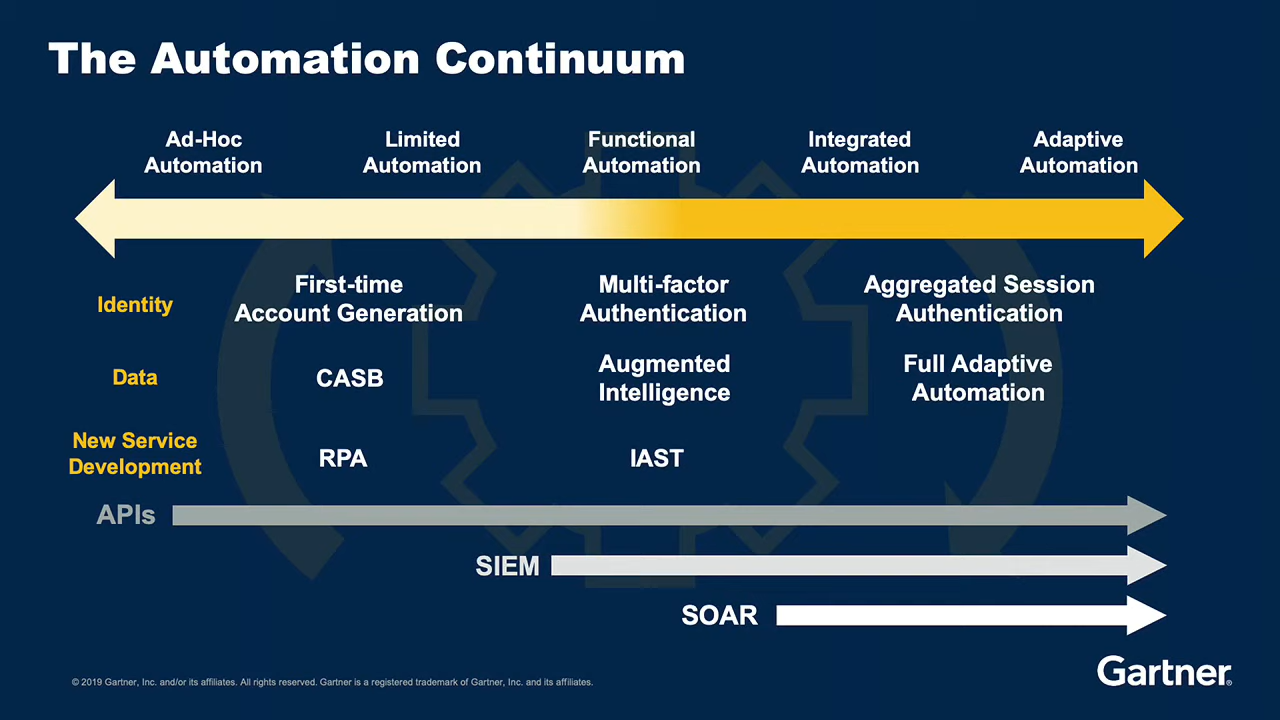 The Automation Continuum
Ad-Hoc
Automation
Limited
Automation
Functional
Automation
Integrated
Automation
Adaptive
Automation
Identity
First-time
Account Generation
Multi-factor
Authentication
Aggregated Session
Authentication
Data
CASB
Augmented
Intelligence
Full Adaptive
Automation
New Service
Development
RPA
IAST
APIs
SIEM
SOAR
© 2019 Gartner, Inc. and/or its affiliates. All rights reserved. Gartner is a registered trademark of Gartner, Inc. and its affiliates.
Gartner®